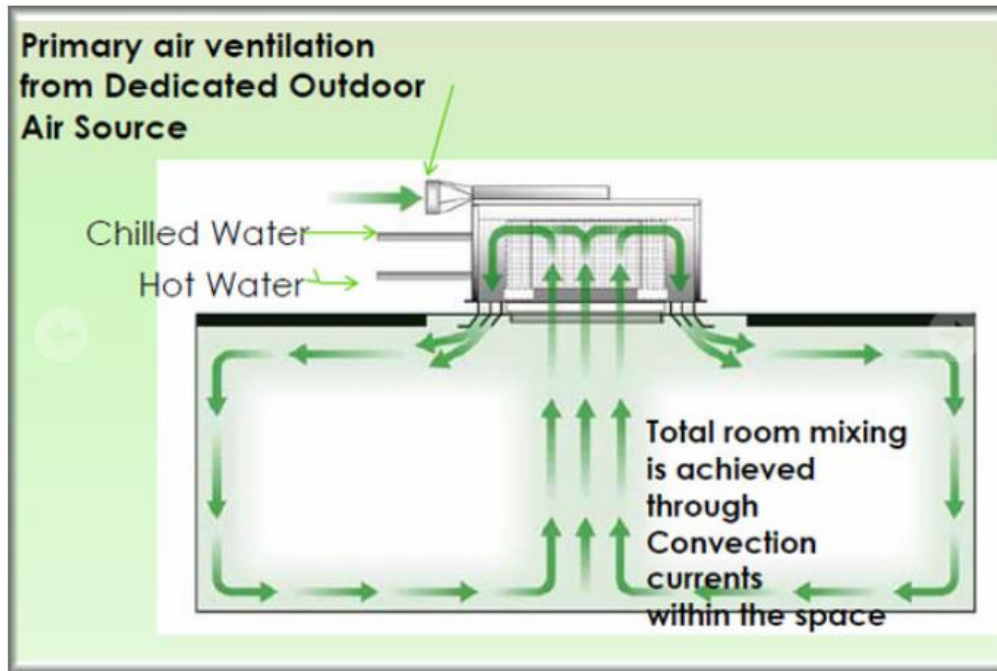 Primary air ventilation
from Dedicated Outdoor
Air Source
Chilled Water
Hot Water
Total room mixing
is achieved
through
Convection
currents
within the space